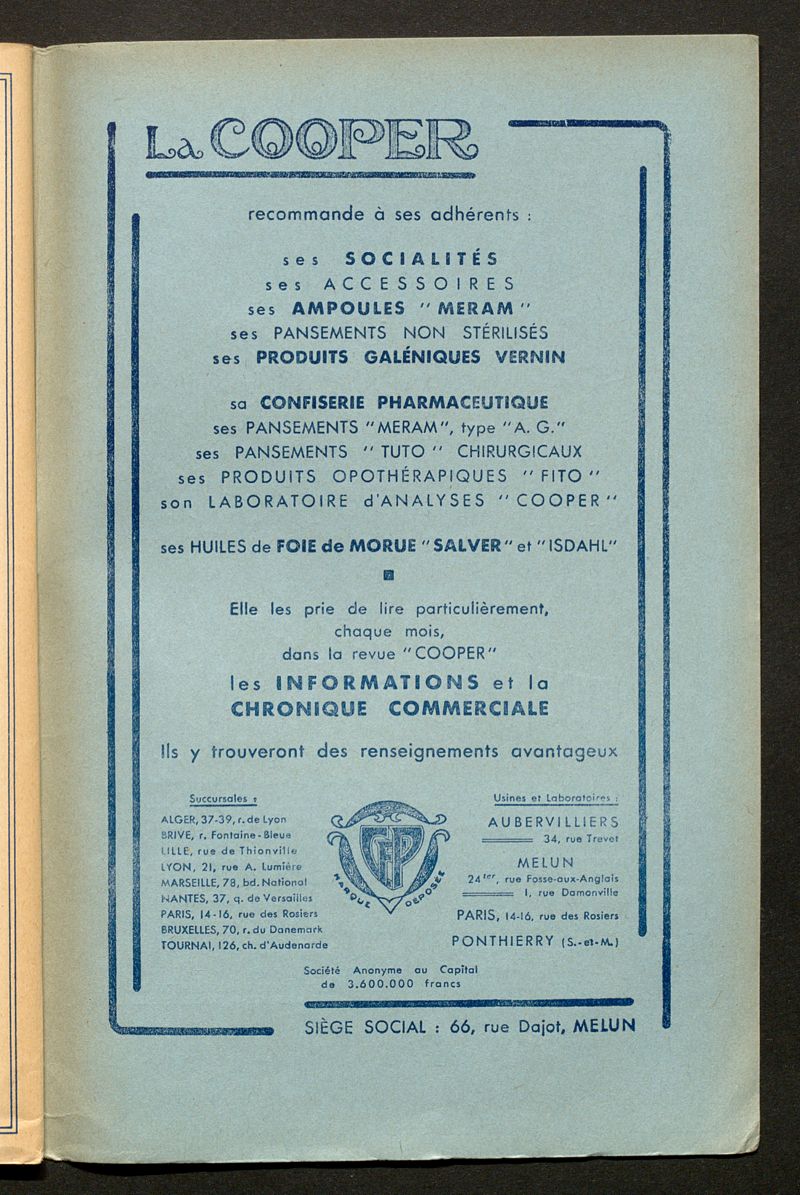 La COOPER
recommande à ses adhérents :
ses SOCIALITÉS
ses ACCESSOIRES
ses AMPOULES "MERAM"
ses PANSEMENTS NON STÉRILISÉS
ses PRODUITS GALÉNIQUES VERNIN
sa CONFISERIE PHARMACEUTIQUE
ses PANSEMENTS "MERAM", type "A. G."
ses PANSEMENTS "TUTO" CHIRURGICAUX
ses PRODUITS OPOTHÉRAPIQUES "FITO"
son LABORATOIRE d'ANALYSES "COOPER"
ses HUILES de FOIE de MORUE "SALVER" et "ISDAHL"
Elle les prie de lire particulièrement,
chaque mois,
dans la revue "COOPER"
les INFORMATIONS et la
CHRONIQUE COMMERCIALE
Ils y trouveront des renseignements avantageux
Succursales :
ALGER, 37-39, r. de Lyon
BRIVE, r. Fontaine-Bleue
LILLE, rue de Thionville
LYON, 21, rue A. Lumière
MARSEILLE, 78, bd. National
NANTES, 37, q. de Versailles
PARIS, 14-16, rue des Rosiers
BRUXELLES, 70, r. du Danemark
TOURNAI, 126, ch. d'Audenarde
MARQUE DÉPOSÉE
Usines et Laboratoires :
AUBERVILLIERS
34, rue Trevet
MELUN
24ter, rue Fosse-aux-Anglais
1, rue Damonville
PARIS, 14-16, rue des Rosiers
PONTHIERRY (S.-et-M.)
Société Anonyme au Capital
de 3.600.000 francs
SIÈGE SOCIAL : 66, rue Dajot, MELUN